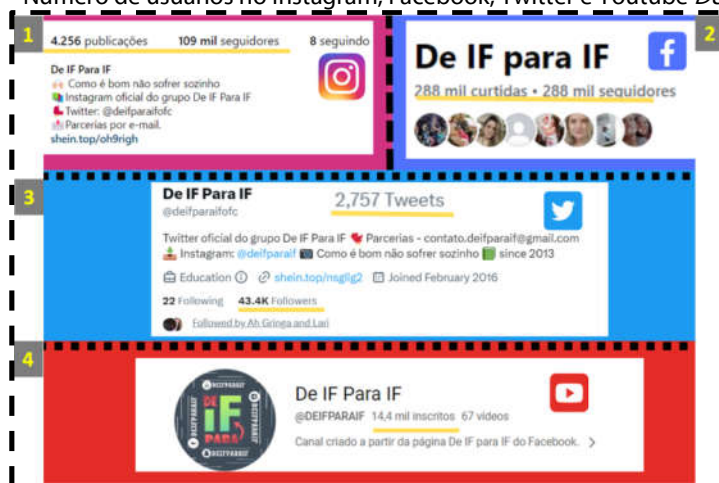 Número de usuários no Instagram, Facebook, Twitter e Youtube
1
4.256 publicações 109 mil seguidores 8 seguindo
De IF Para IF
Como é bom não sofrer sozinho
Instagram oficial do grupo De IF Para IF
Twitter: @deifparaifofc
Parcerias por e-mail.
shein.top/oh9righ
2
De IF para IF
288 mil curtidas • 288 mil seguidores
3
De IF Para IF
@deifparaifofc
2,757 Tweets
Twitter oficial do grupo De IF Para IF Parcerias - contato.deifparaif@gmail.com
Instagram: @deifparaif Como é bom não sofrer sozinho since 2013
Education shein.top/nsglig2 Joined February 2016
22 Following 43.4K Followers
Followed by Ah Gringa and Lari
4
DE IF PARA
@DEIFPARAIF
De IF Para IF
@DEIFPARAIF 14,4 mil inscritos 67 vídeos
Canal criado a partir da página De IF para IF do Facebook.